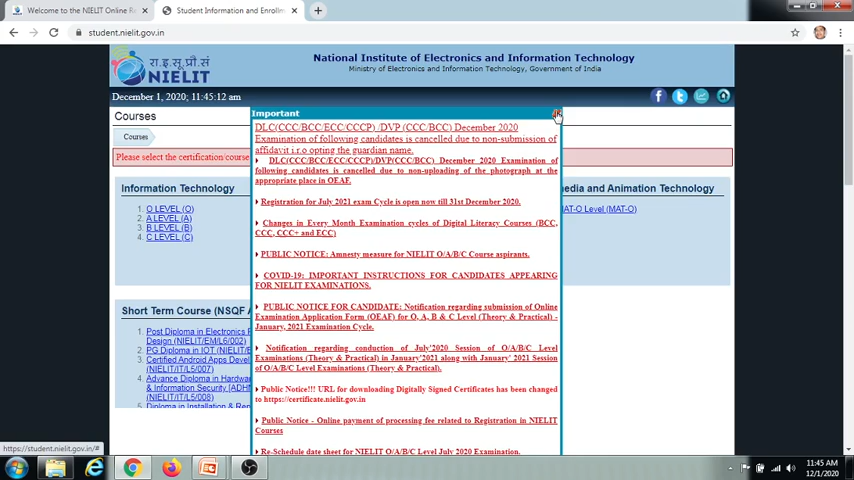 Welcome to the NIELIT Online Re
Student Information and Enrollm
student.nielit.gov.in
रा.इ.सू.प्रौ.सं
NIELIT
National Institute of Electronics and Information Technology
Ministry of Electronics and Information Technology, Government of India
December 1, 2020; 11:45:12 am
Courses
Courses
Please select the certification/course
Information Technology
1. O LEVEL (O)
2. A LEVEL (A)
3. B LEVEL (B)
4. C LEVEL (C)
Short Term Course (NSQF A
1. Post Diploma in Electronics P
Design (NIELIT/EM/L6/002)
2. PG Diploma in IOT (NIELIT/E
3. Certified Android Apps Devel
(NIELIT/IT/L5/007)
4. Advance Diploma in Hardwa
& Information Security [ADHN
(NIELIT/IT/L5/008)
5. Diploma in Installation & Rep
Important
DLC(CCC/BCC/ECC/CCCP) /DVP (CCC/BCC) December 2020
Examination of following candidates is cancelled due to non-submission of
affidavit i.r.o opting the guardian name.
DLC(CCC/BCC/ECC/CCCP)/DVP(CCC/BCC) December 2020 Examination of
following candidates is cancelled due to non-uploading of the photograph at the
appropriate place in OEAF.
Registration for July 2021 exam Cycle is open now till 31st December 2020.
Changes in Every Month Examination cycles of Digital Literacy Courses (BCC,
CCC, CCC+ and ECC)
PUBLIC NOTICE: Amnesty measure for NIELIT O/A/B/C Course aspirants.
COVID-19: IMPORTANT INSTRUCTIONS FOR CANDIDATES APPEARING
FOR NIELIT EXAMINATIONS.
PUBLIC NOTICE FOR CANDIDATE: Notification regarding submission of Online
Examination Application Form (OEAF) for O, A, B & C Level (Theory & Practical) -
January, 2021 Examination Cycle.
Notification regarding conduction of July'2020 Session of O/A/B/C Level
Examinations (Theory & Practical) in January'2021 along with January' 2021 Session
of O/A/B/C Level Examinations (Theory & Practical).
Public Notice!!! URL for downloading Digitally Signed Certificates has been changed
to https://certificate.nielit.gov.in
Public Notice - Online payment of processing fee related to Registration in NIELIT
Courses
Re-Schedule date sheet for NIELIT O/A/B/C Level July 2020 Examination.
media and Animation Technology
MAT-O Level (MAT-O)
https://student.nielit.gov.in/#
11:45 AM
12/1/2020